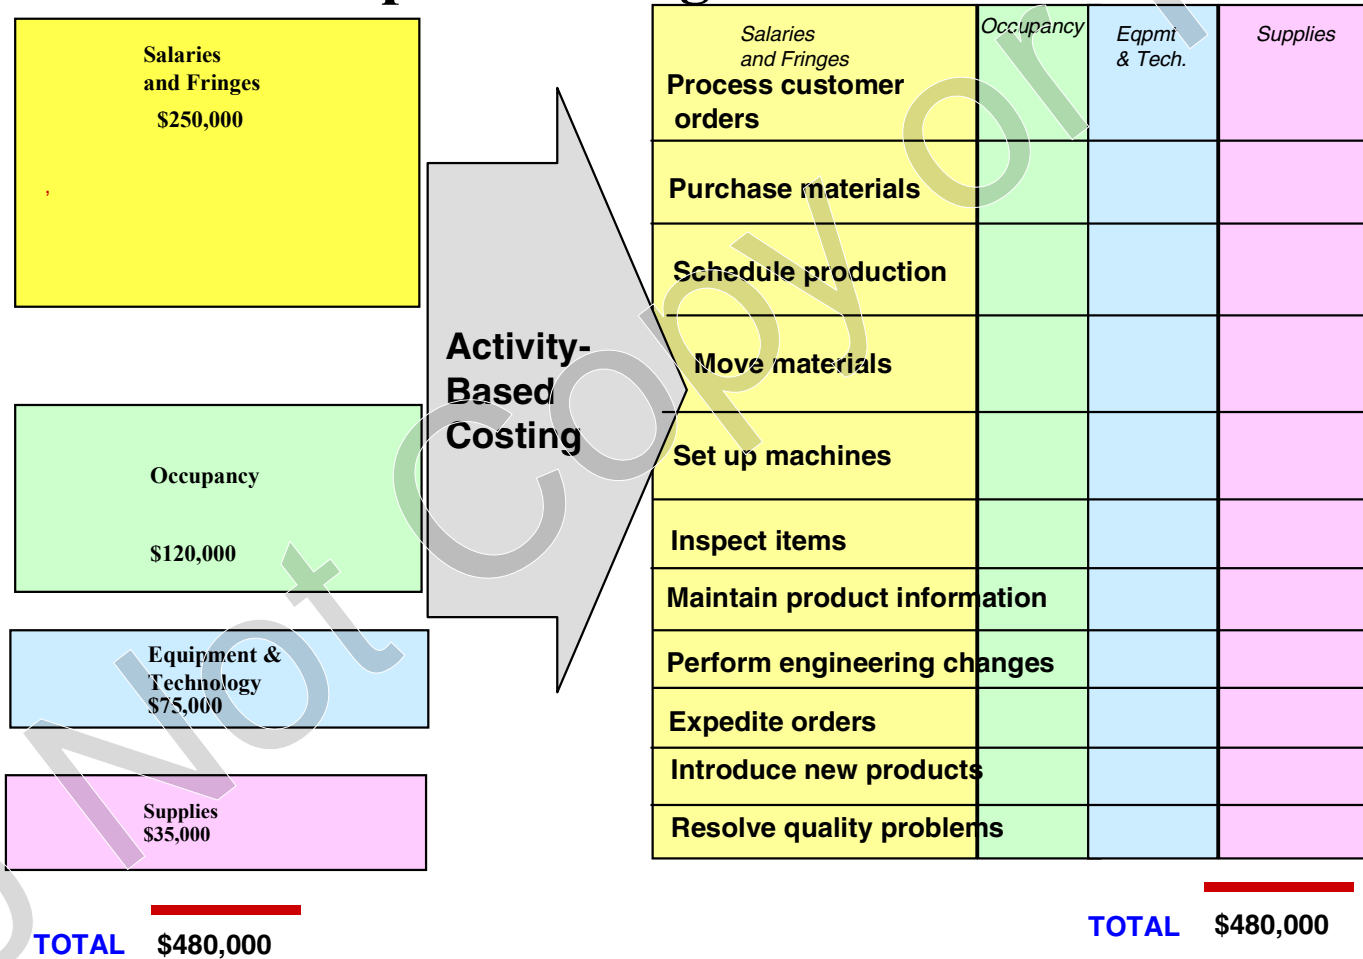 Salaries
and Fringes
$250,000
,
Occupancy
$120,000
Equipment &
Technology
$75,000
Supplies
$35,000
TOTAL $480,000
Activity-
Based
Costing
Salaries
and Fringes
Occupancy
Eqpmt
& Tech.
Supplies
Process customer
orders
Purchase materials
Schedule production
Move materials
Set up machines
Inspect items
Maintain product information
Perform engineering changes
Expedite orders
Introduce new products
Resolve quality problems
TOTAL $480,000
Not Copy or